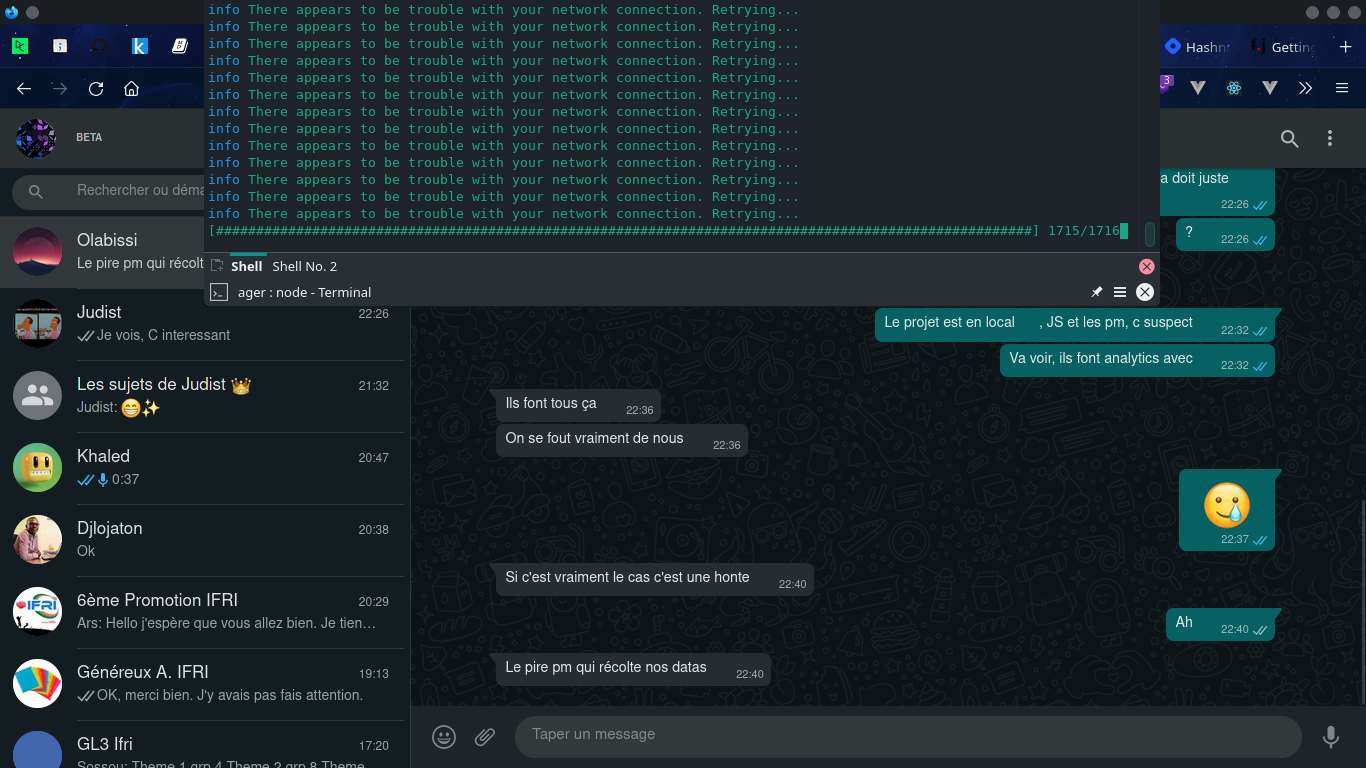 info There appears to be trouble with your network connection. Retrying...
info There appears to be trouble with your network connection. Retrying...
info There appears to be trouble with your network connection. Retrying...
info There appears to be trouble with your network connection. Retrying...
info There appears to be trouble with your network connection. Retrying...
info There appears to be trouble with your network connection. Retrying...
info There appears to be trouble with your network connection. Retrying...
info There appears to be trouble with your network connection. Retrying...
info There appears to be trouble with your network connection. Retrying...
info There appears to be trouble with your network connection. Retrying...
info There appears to be trouble with your network connection. Retrying...
info There appears to be trouble with your network connection. Retrying...
info There appears to be trouble with your network connection. Retrying...
[######################################################################################################] 1715/1716
Shell Shell No. 2
ager : node - Terminal
Hashn
Getting
3
BETA
Rechercher ou déma
Olabissi
Le pire pm qui récolt
Judist 22:26
Je vois, C interessant
Les sujets de Judist 👑 21:32
Judist: 😁✨
Khaled 20:47
0:37
Djlojaton 20:38
Ok
6ème Promotion IFRI 20:29
Ars: Hello j'espère que vous allez bien. Je tien…
Généreux A. IFRI 19:13
OK, merci bien. J'y avais pas fais attention.
GL3 Ifri 17:20
Sossou: Theme 1 grp 4 Theme 2 grp 8 Theme
a doit juste
22:26
? 22:26
Le projet est en local , JS et les pm, c suspect 22:32
Va voir, ils font analytics avec 22:32
Ils font tous ça 22:36
On se fout vraiment de nous 22:36
🥲
22:37
Si c'est vraiment le cas c'est une honte 22:40
Ah 22:40
Le pire pm qui récolte nos datas 22:40
Taper un message